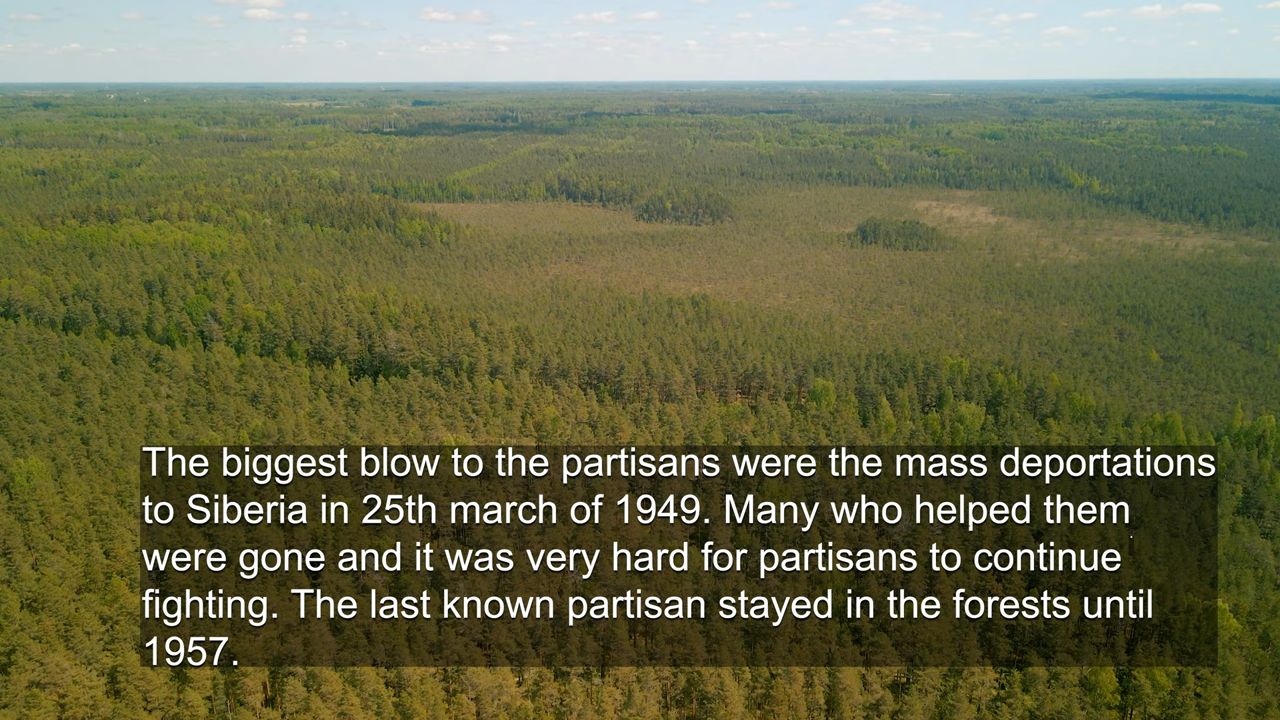 The biggest blow to the partisans were the mass deportations
to Siberia in 25th march of 1949. Many who helped them
were gone and it was very hard for partisans to continue
fighting. The last known partisan stayed in the forests until
1957.